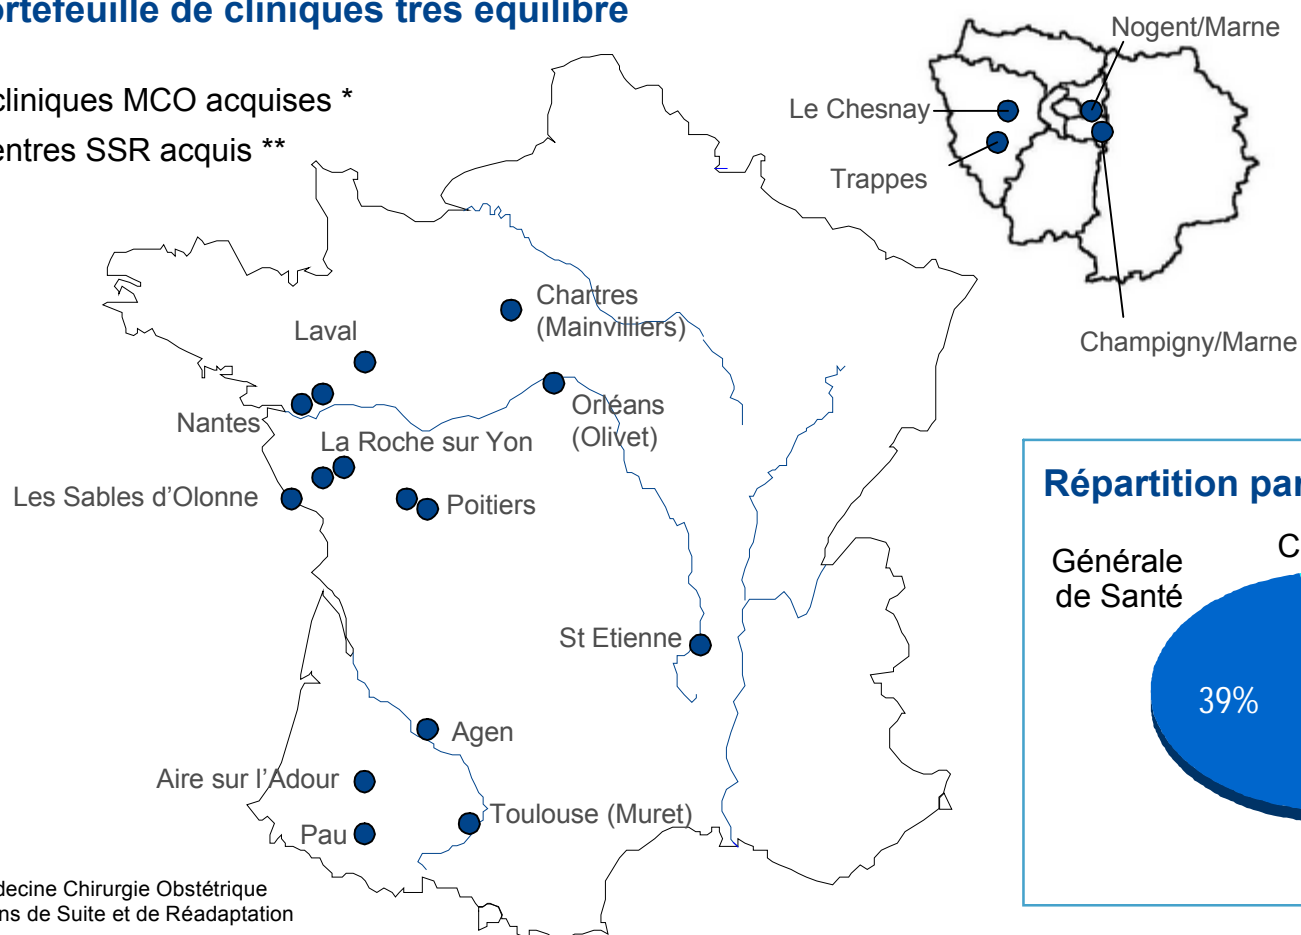 ortefeuille de cliniques très équilibré
cliniques MCO acquises *
entres SSR acquis **
Nogent/Marne
Le Chesnay
Trappes
Champigny/Marne
Chartres
(Mainvilliers)
Laval
Nantes
Orléans
(Olivet)
La Roche sur Yon
Les Sables d’Olonne
Poitiers
St Etienne
Agen
Aire sur l’Adour
Toulouse (Muret)
Pau
Répartition par
C
Générale
de Santé
39%
decine Chirurgie Obstétrique
ns de Suite et de Réadaptation